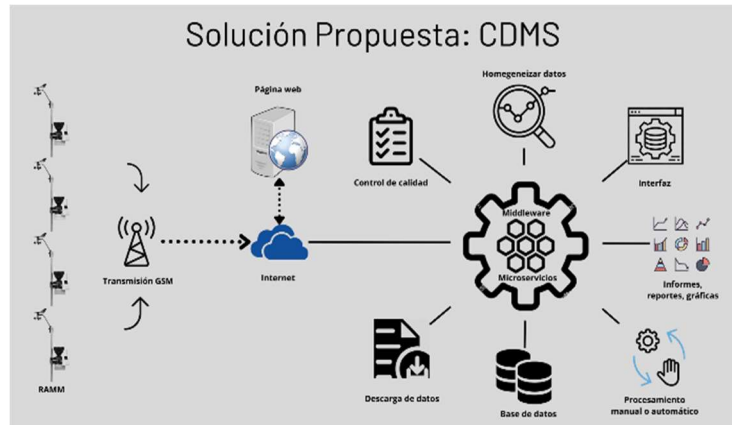 Solución Propuesta: CDMS
Homegeneizar datos
Página web
Control de calidad
Interfaz
Middleware
Microservicios
Transmisión GSM
Internet
Informes,
reportes, gráficas
RAMM
Descarga de datos
Base de datos
Procesamiento
manual o automático